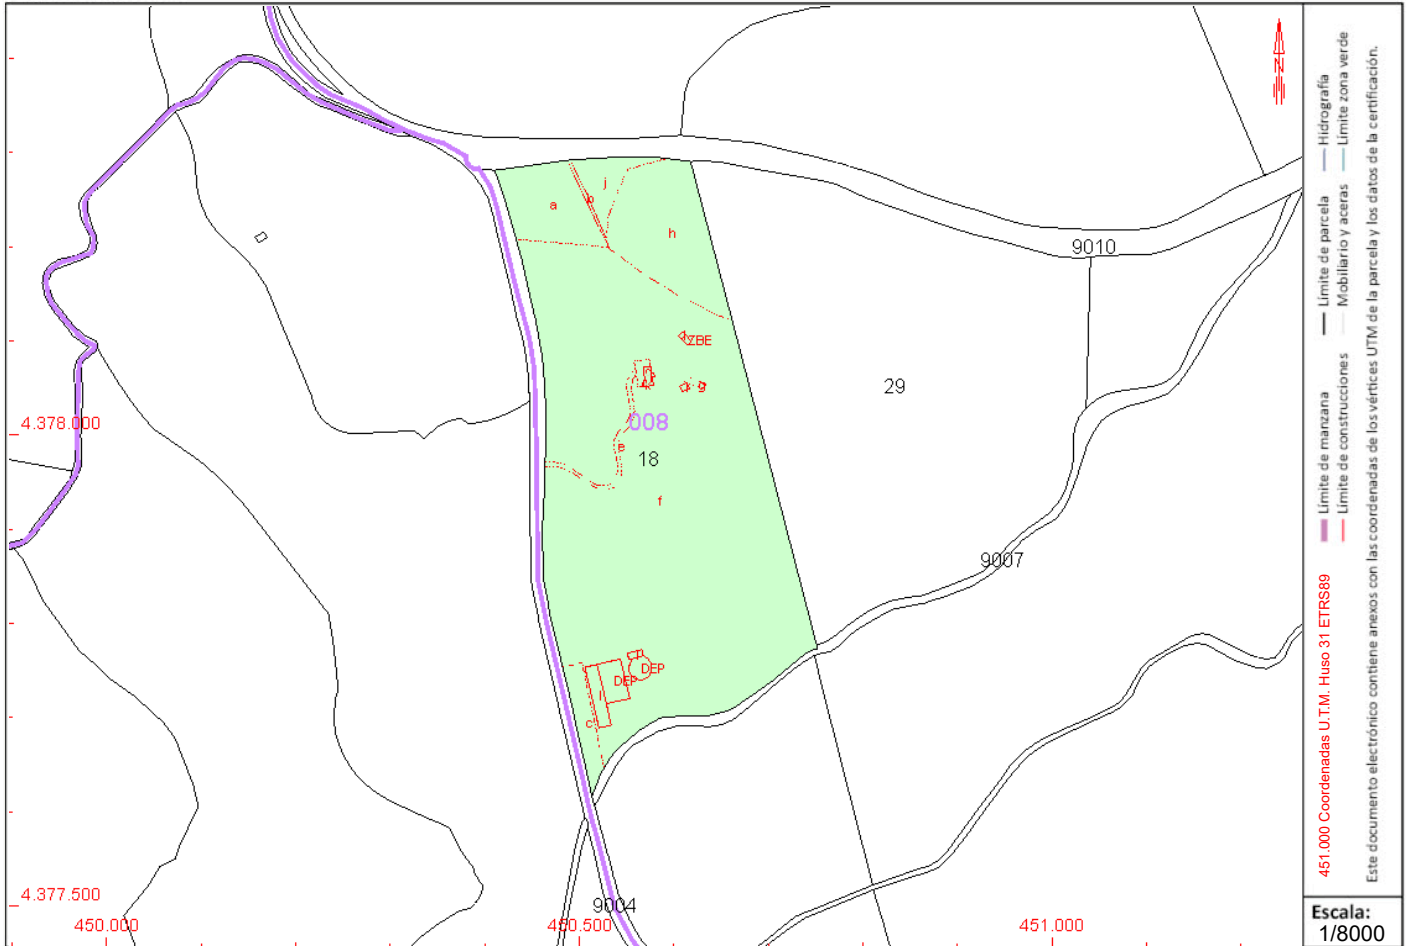 N
j
a
b
h
9010
ZBE
g
29
4.378.000
008
e
18
f
9007
DEP
DEP
c
4.377.500
9004
450.000
450.500
451.000
Hidrografía
Límite zona verde
Límite de parcela
Mobiliario y aceras
Límite de manzana
Límite de construcciones
451.000 Coordenadas U.T.M. Huso 31 ETRS89
Este documento electrónico contiene anexos con las coordenadas de los vértices UTM de la parcela y los datos de la certificación.
Escala:
1/8000